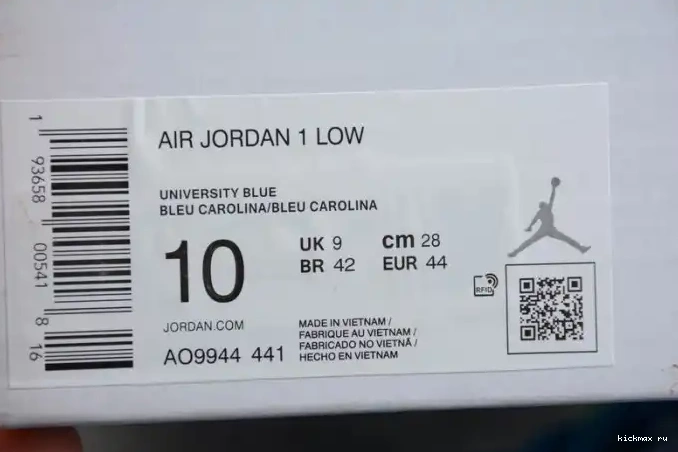 AIR JORDAN 1 LOW
UNIVERSITY BLUE
BLEU CAROLINA/BLEU CAROLINA
10
UK 9 cm 28
BR 42 EUR 44
RFID
JORDAN.COM
AO9944 441
MADE IN VIETNAM /
FABRIQUE AU VIETNAM /
FABRICADO NO VIETNÃ /
HECHO EN VIETNAM
1 93658 00541 8 16
kickmax ru